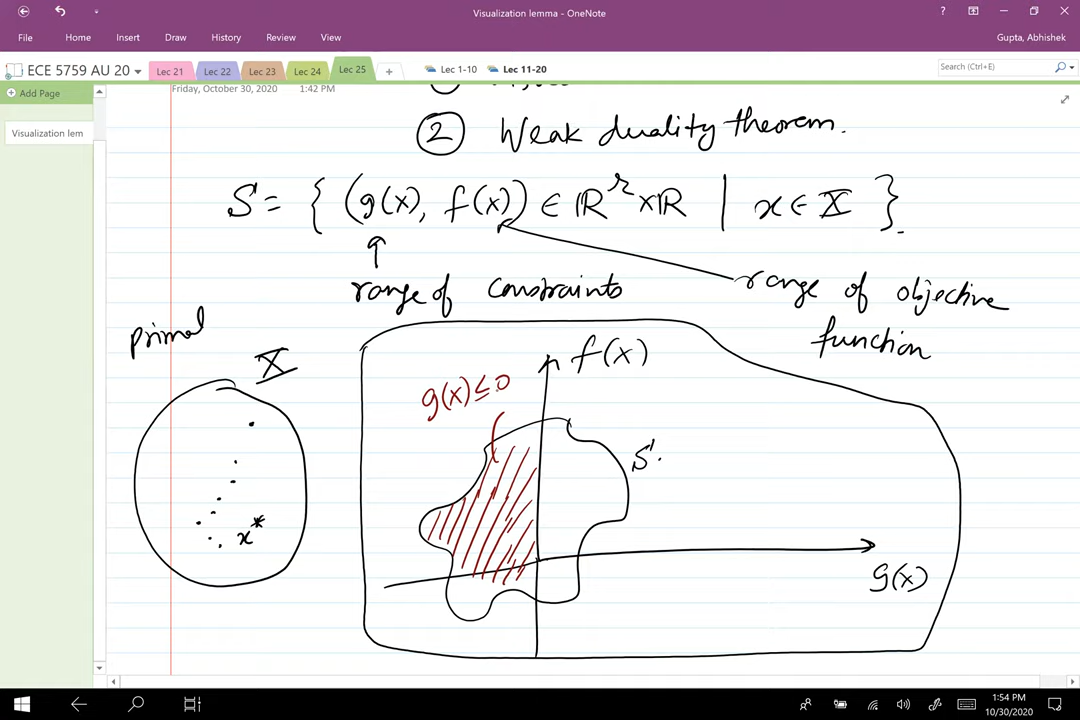 Visualization lemma - OneNote
Gupta, Abhishek
File Home Insert Draw History Review View
ECE 5759 AU 20 Lec 21 Lec 22 Lec 23 Lec 24 Lec 25 Lec 1-10 Lec 11-20 Search (Ctrl+E)
Add Page
Visualization lem
Friday, October 30, 2020 1:42 PM
② Weak duality theorem.
S = { (g(x), f(x)) ∈ ℝ^r × ℝ | x ∈ 𝕏 }.
range of constraints
range of objective
function
primal
𝕏
x*
g(x) ≤ 0
f(x)
S
g(x)
1:54 PM
10/30/2020